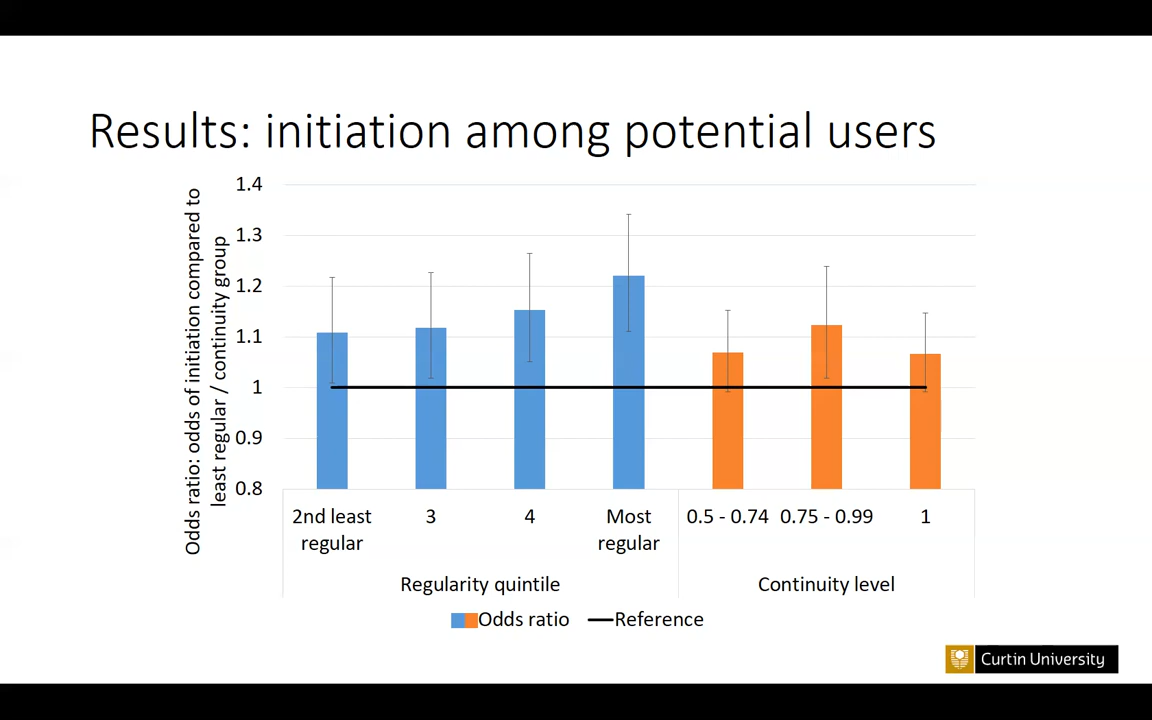 Results: initiation among potential users
Odds ratio: odds of initiation compared to
least regular / continuity group
1.4
1.3
1.2
1.1
1
0.9
0.8
2nd least
regular
3
4
Most
regular
0.5 - 0.74
0.75 - 0.99
1
Regularity quintile
Continuity level
Odds ratio
Reference
Curtin University